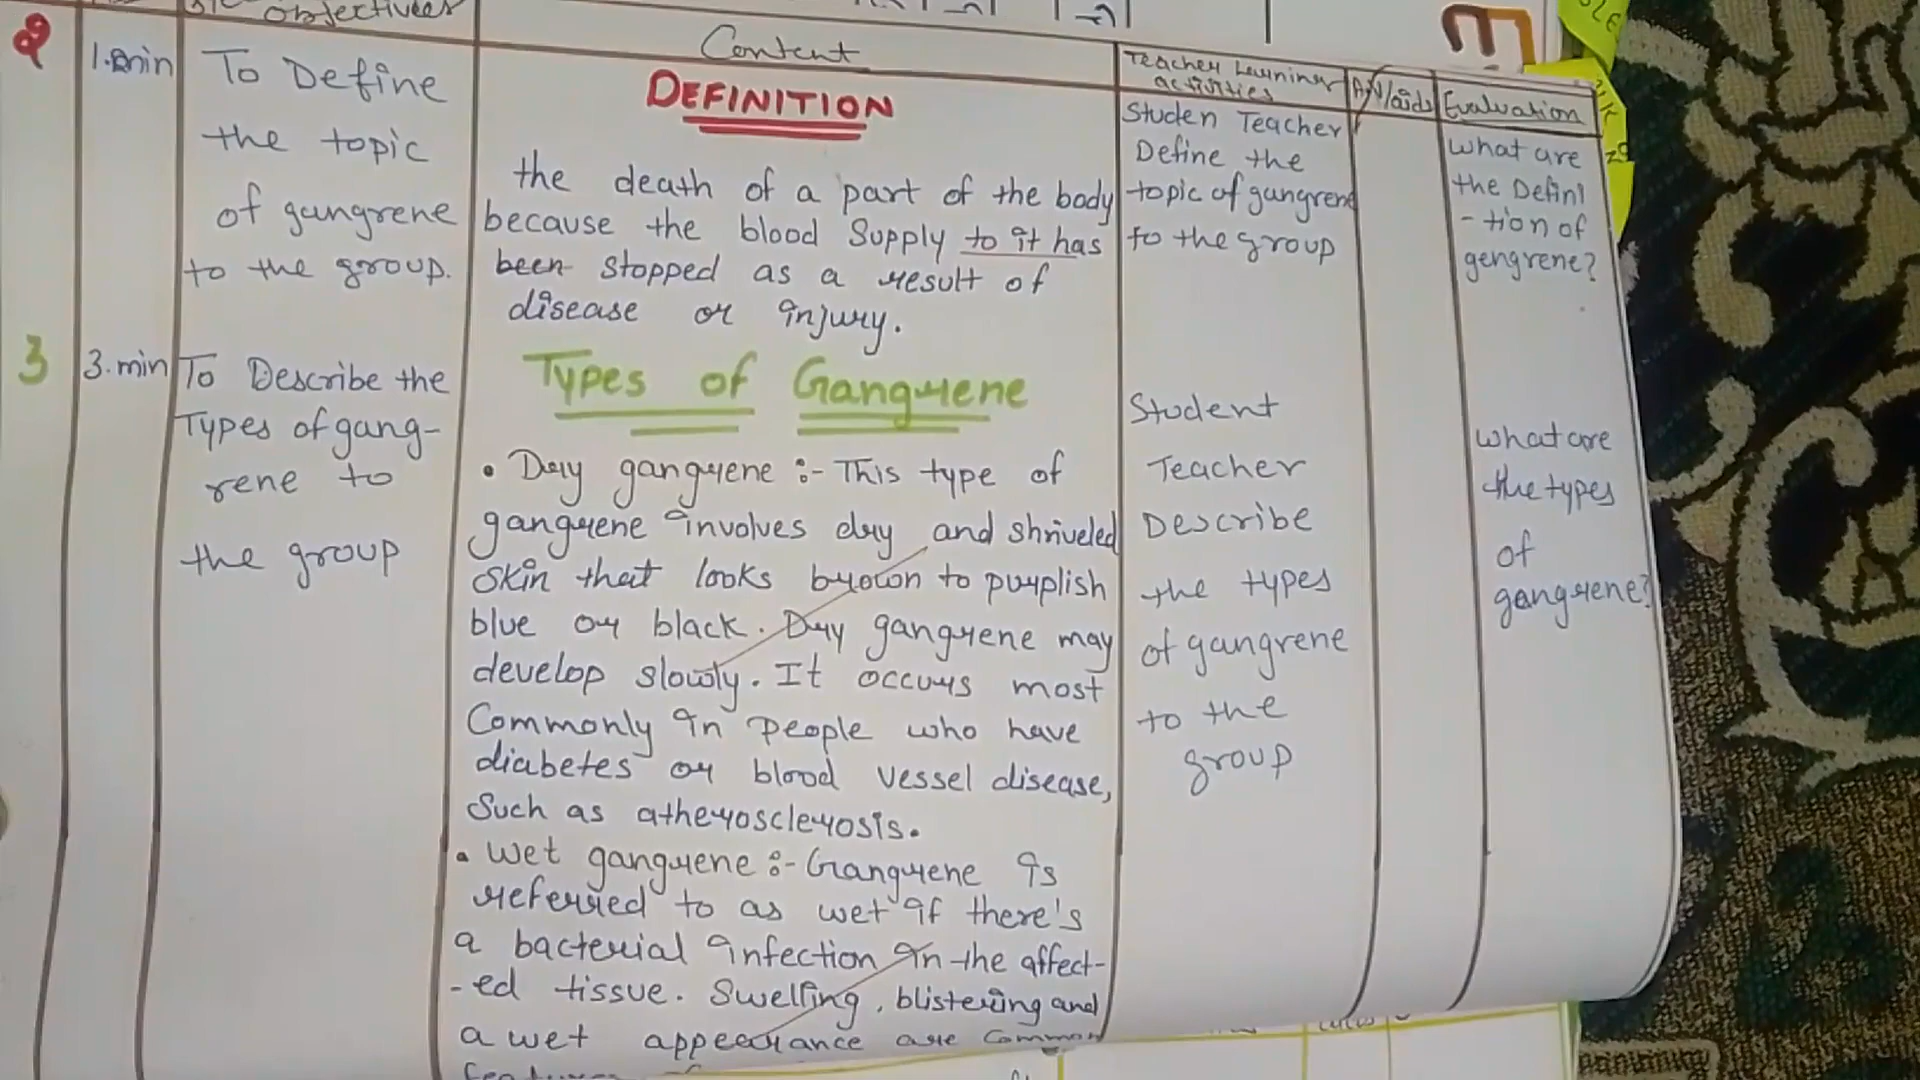 objectives
Content
Teacher Learning
activities
AV/aids
Evaluation
2
1.min
To Define
the topic
of gangrene
to the group.
DEFINITION
the death of a part of the body
because the blood Supply to it has
been stopped as a result of
disease or injury.
Studen Teacher
Define the
topic of gangrene
to the group
what are
the Defini
-tion of
gengrene?
3
3.min
To Describe the
Types of gang-
rene to
the group
Types of Gangrene
• Dry gangrene :- This type of
gangrene involves dry and shriveled
skin that looks brown to purplish
blue or black. Dry gangrene may
develop slowly. It occurs most
Commonly in people who have
diabetes or blood vessel disease,
Such as atherosclerosis.
• Wet gangrene :- Gangrene is
referred to as wet if there's
a bacterial infection in the affect-
-ed tissue. Swelling, blistering and
a wet appearance are common
features of
Student
Teacher
Describe
the types
of gangrene
to the
group
what are
the types
of
gangrene?